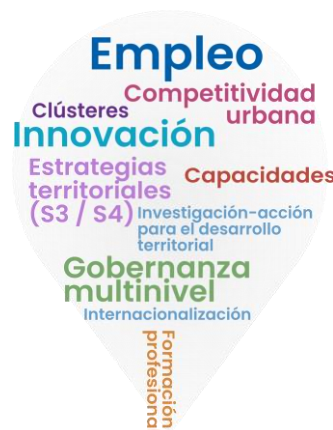 Empleo
Competitividad
urbana
Clústeres
Innovación
Estrategias
territoriales
(S3 / S4)
Capacidades
Investigación-acción
para el desarrollo
territorial
Gobernanza
multinivel
Internacionalización
Formación
profesiona